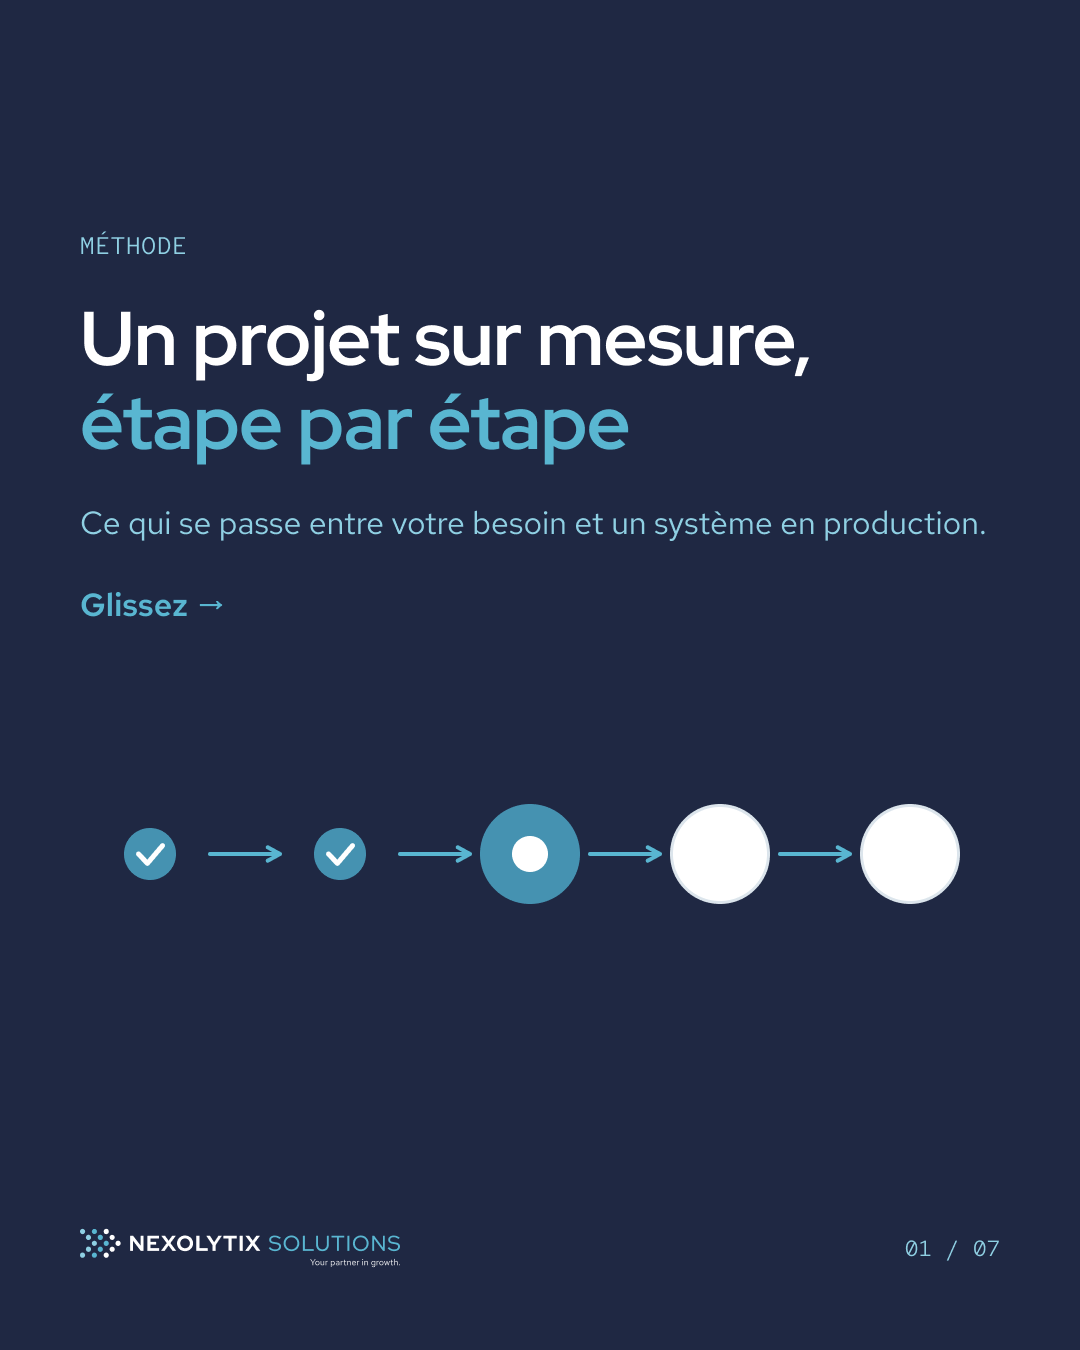 MÉTHODE
Un projet sur mesure,
étape par étape
Ce qui se passe entre votre besoin et un système en production.
Glissez →
NEXOLYTIX SOLUTIONS
Your partner in growth.
01 / 07